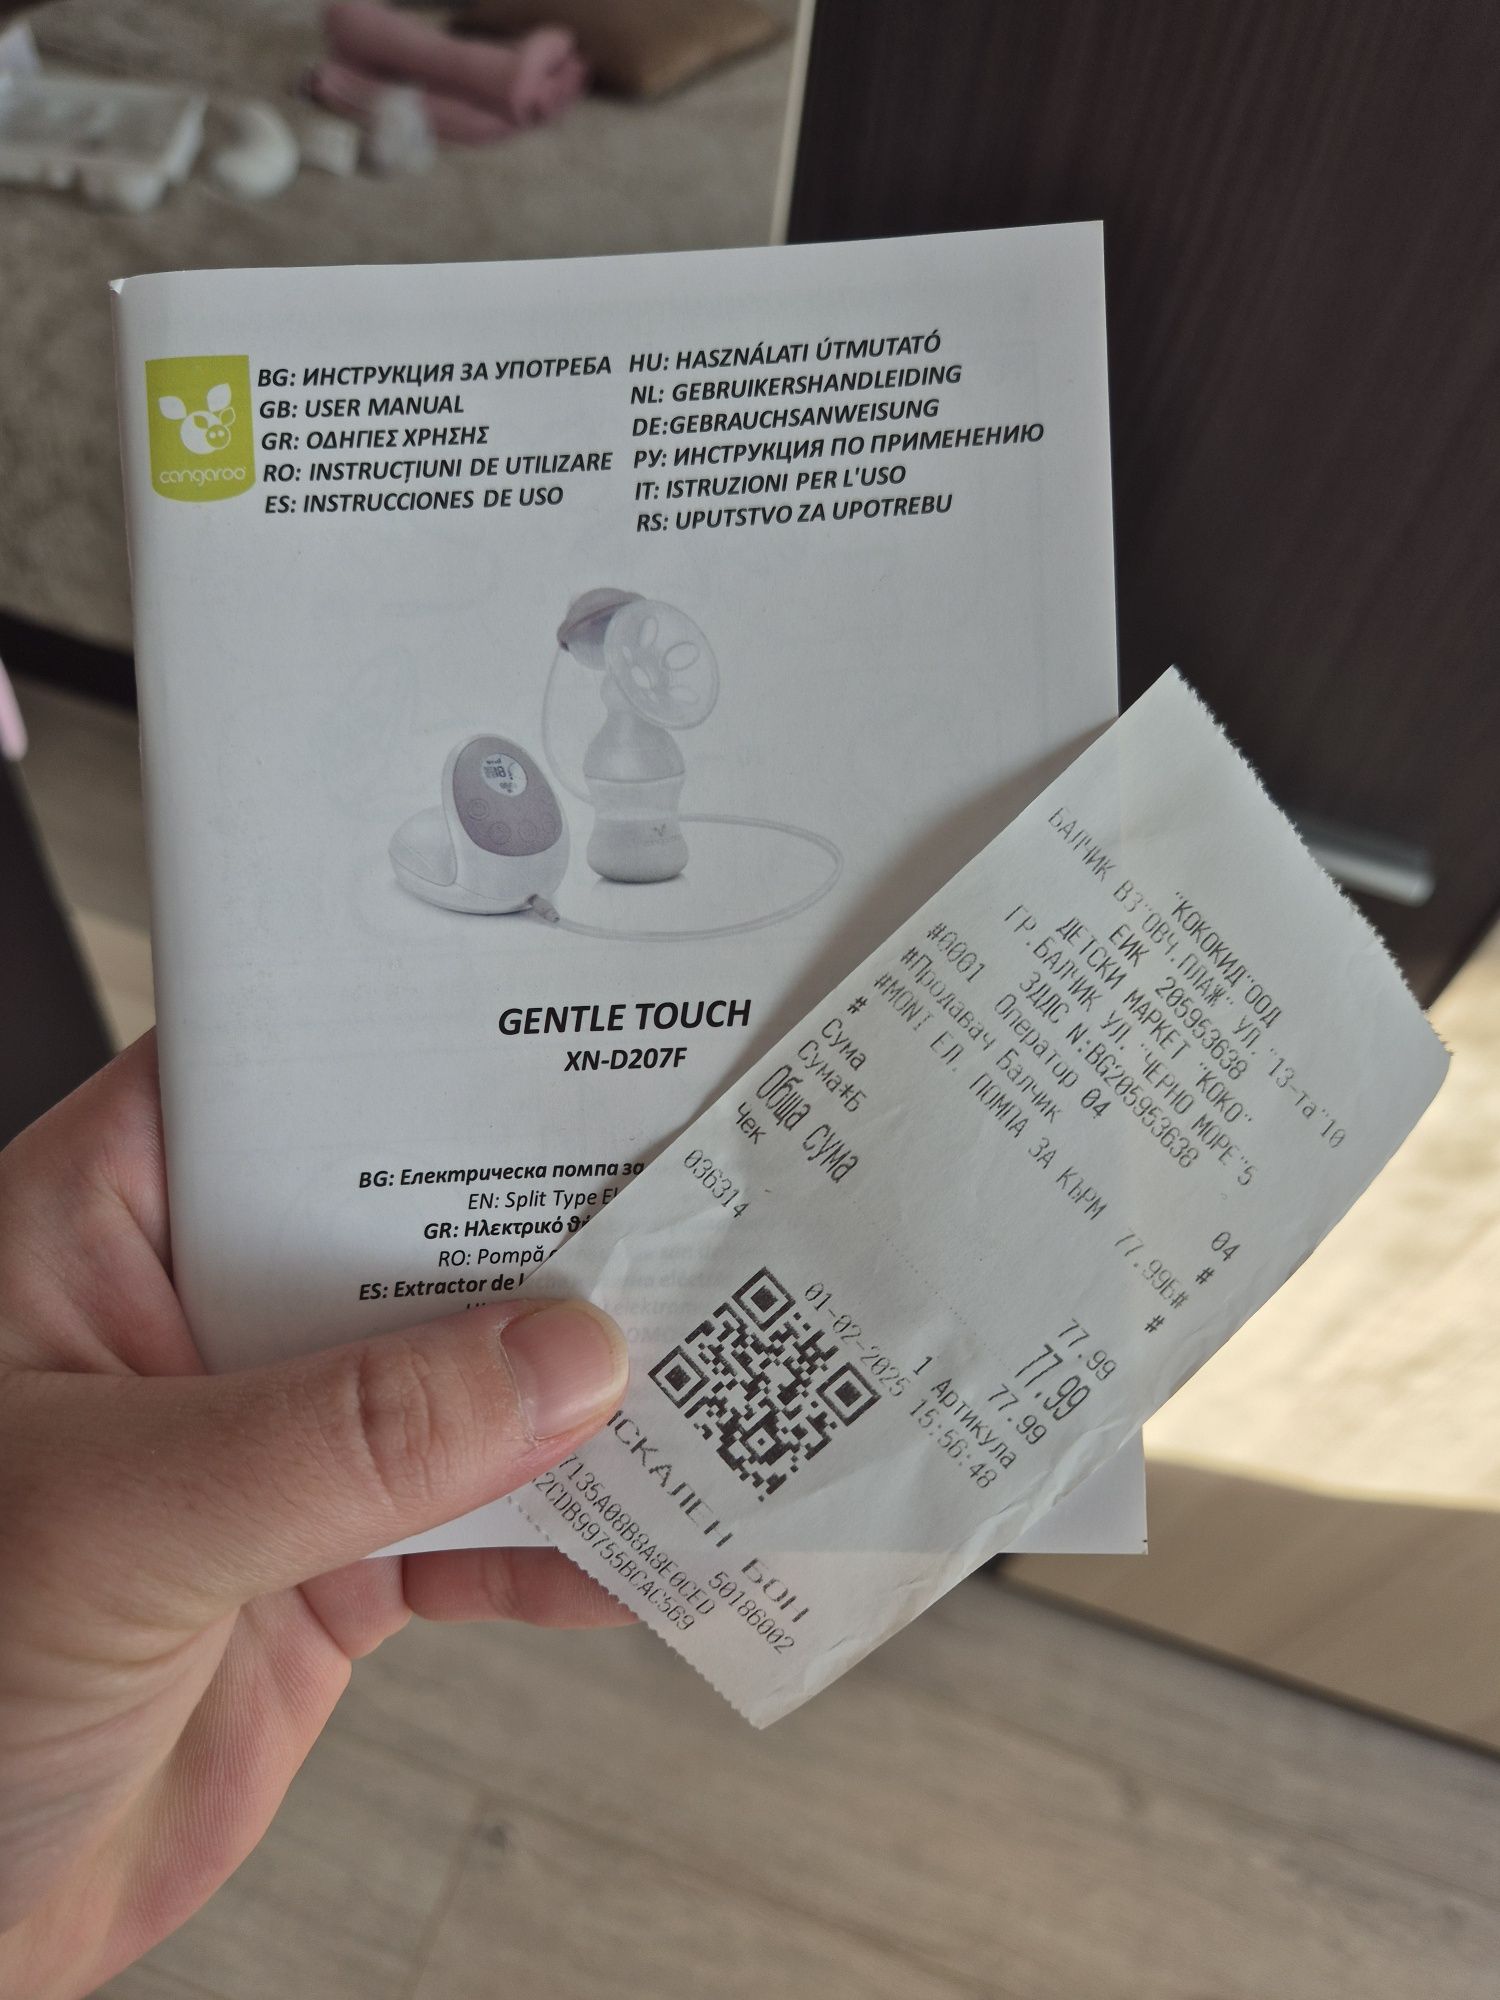 cangaroo
BG: ИНСТРУКЦИЯ ЗА УПОТРЕБА
GB: USER MANUAL
GR: ΟΔΗΓΙΕΣ ΧΡΗΣΗΣ
RO: INSTRUCȚIUNI DE UTILIZARE
ES: INSTRUCCIONES DE USO
HU: HASZNÁLATI ÚTMUTATÓ
NL: GEBRUIKERSHANDLEIDING
DE:GEBRAUCHSANWEISUNG
РУ: ИНСТРУКЦИЯ ПО ПРИМЕНЕНИЮ
IT: ISTRUZIONI PER L'USO
RS: UPUTSTVO ZA UPOTREBU
GENTLE TOUCH
XN-D207F
BG: Електрическа помпа за
EN: Split Type
GR: Ηλεκτρικό
RO: Pompă
ES: Extractor de
"КОКОКИД"ООД
БАЛЧИК ВЗ"ОВЧ.ПЛАЖ" УЛ."13-та"10
ЕИК 205953638
ДЕТСКИ МАРКЕТ "КОКО"
ГР.БАЛЧИК УЛ."ЧЕРНО МОРЕ"5
ЗДДС N:BG205953638
#0001 Оператор 04 04
#Продавач Балчик #
#MONT ЕЛ. ПОМПА ЗА КЪРМ 77.99Б#
# #
Сума 77.99
Сума*Б 77.99
Обща сума 77.99
Чек 1 Артикула
036314 01-02-2025 15:56:48
ИСКАЛЕН БОН
50186002
7135A08B8A8E0CED
2CDB99755BCAC569